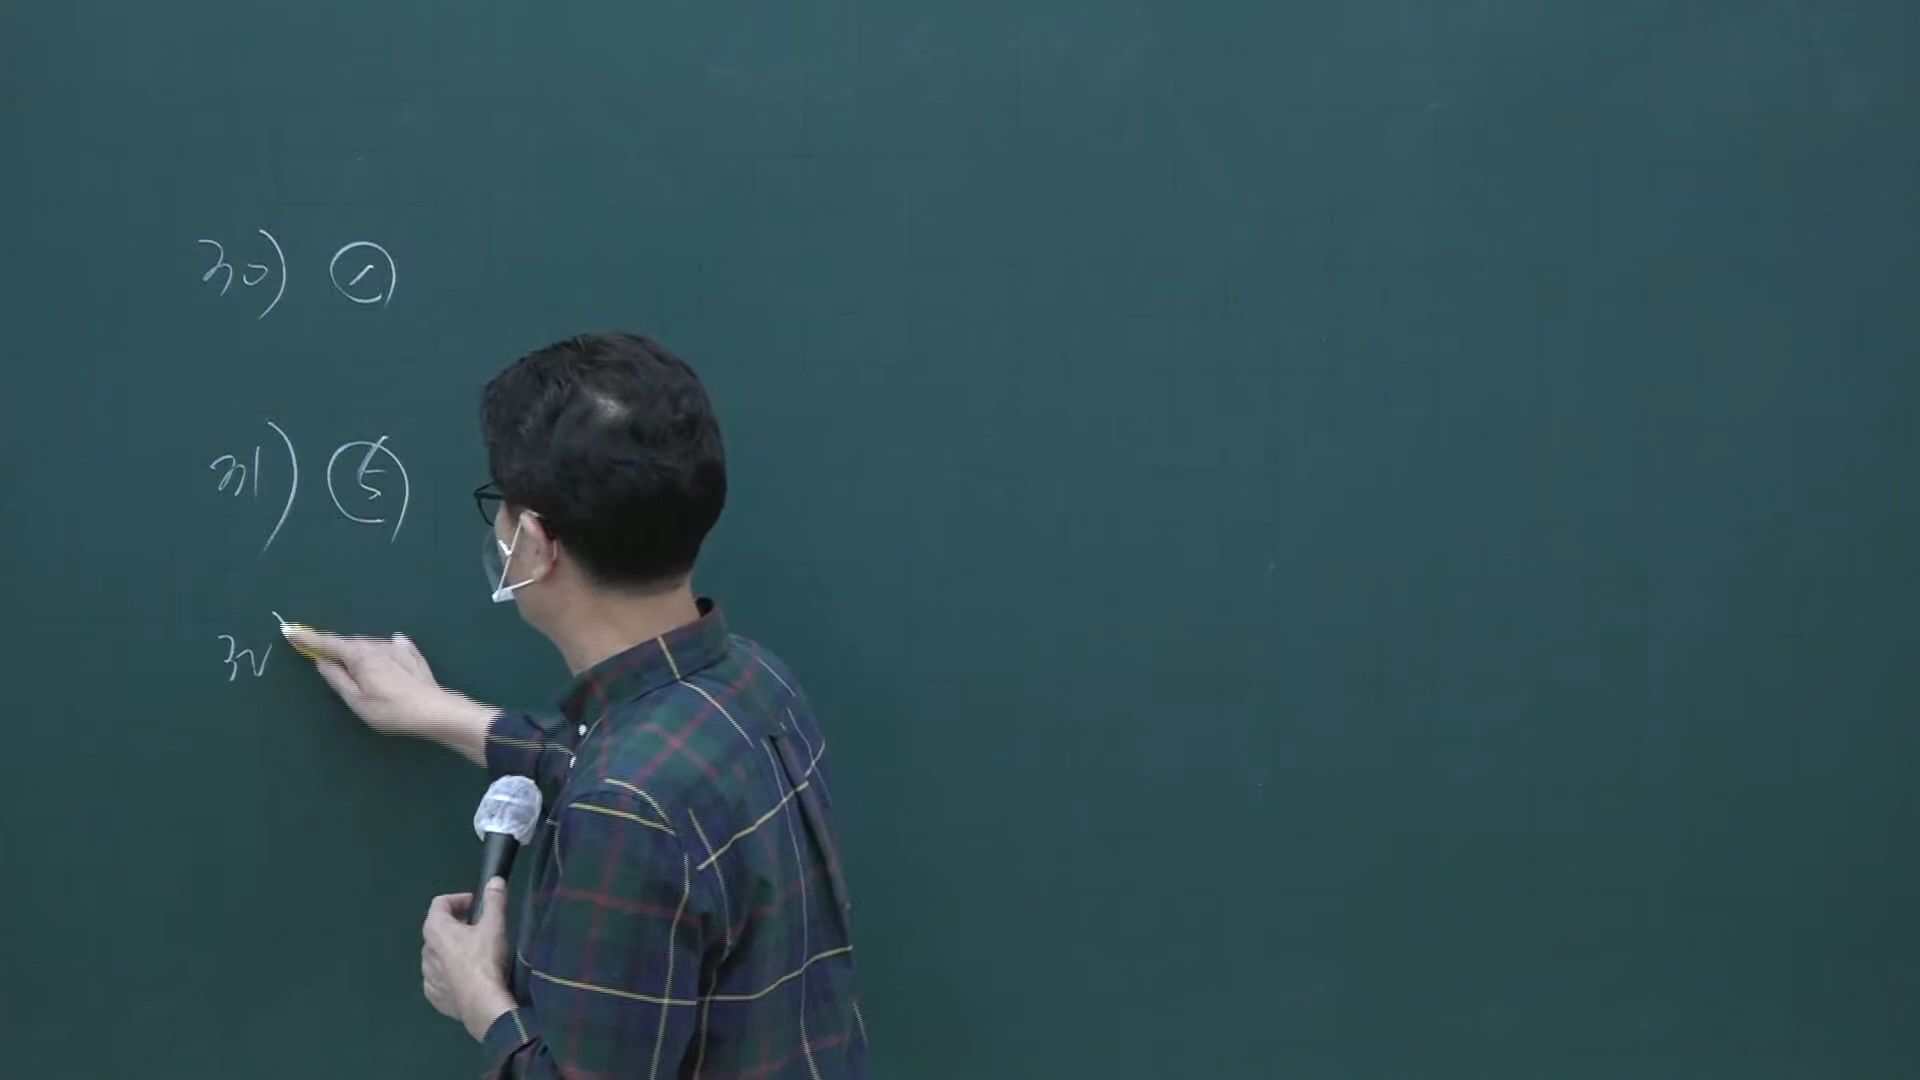 30) ①
31) ⑤
32